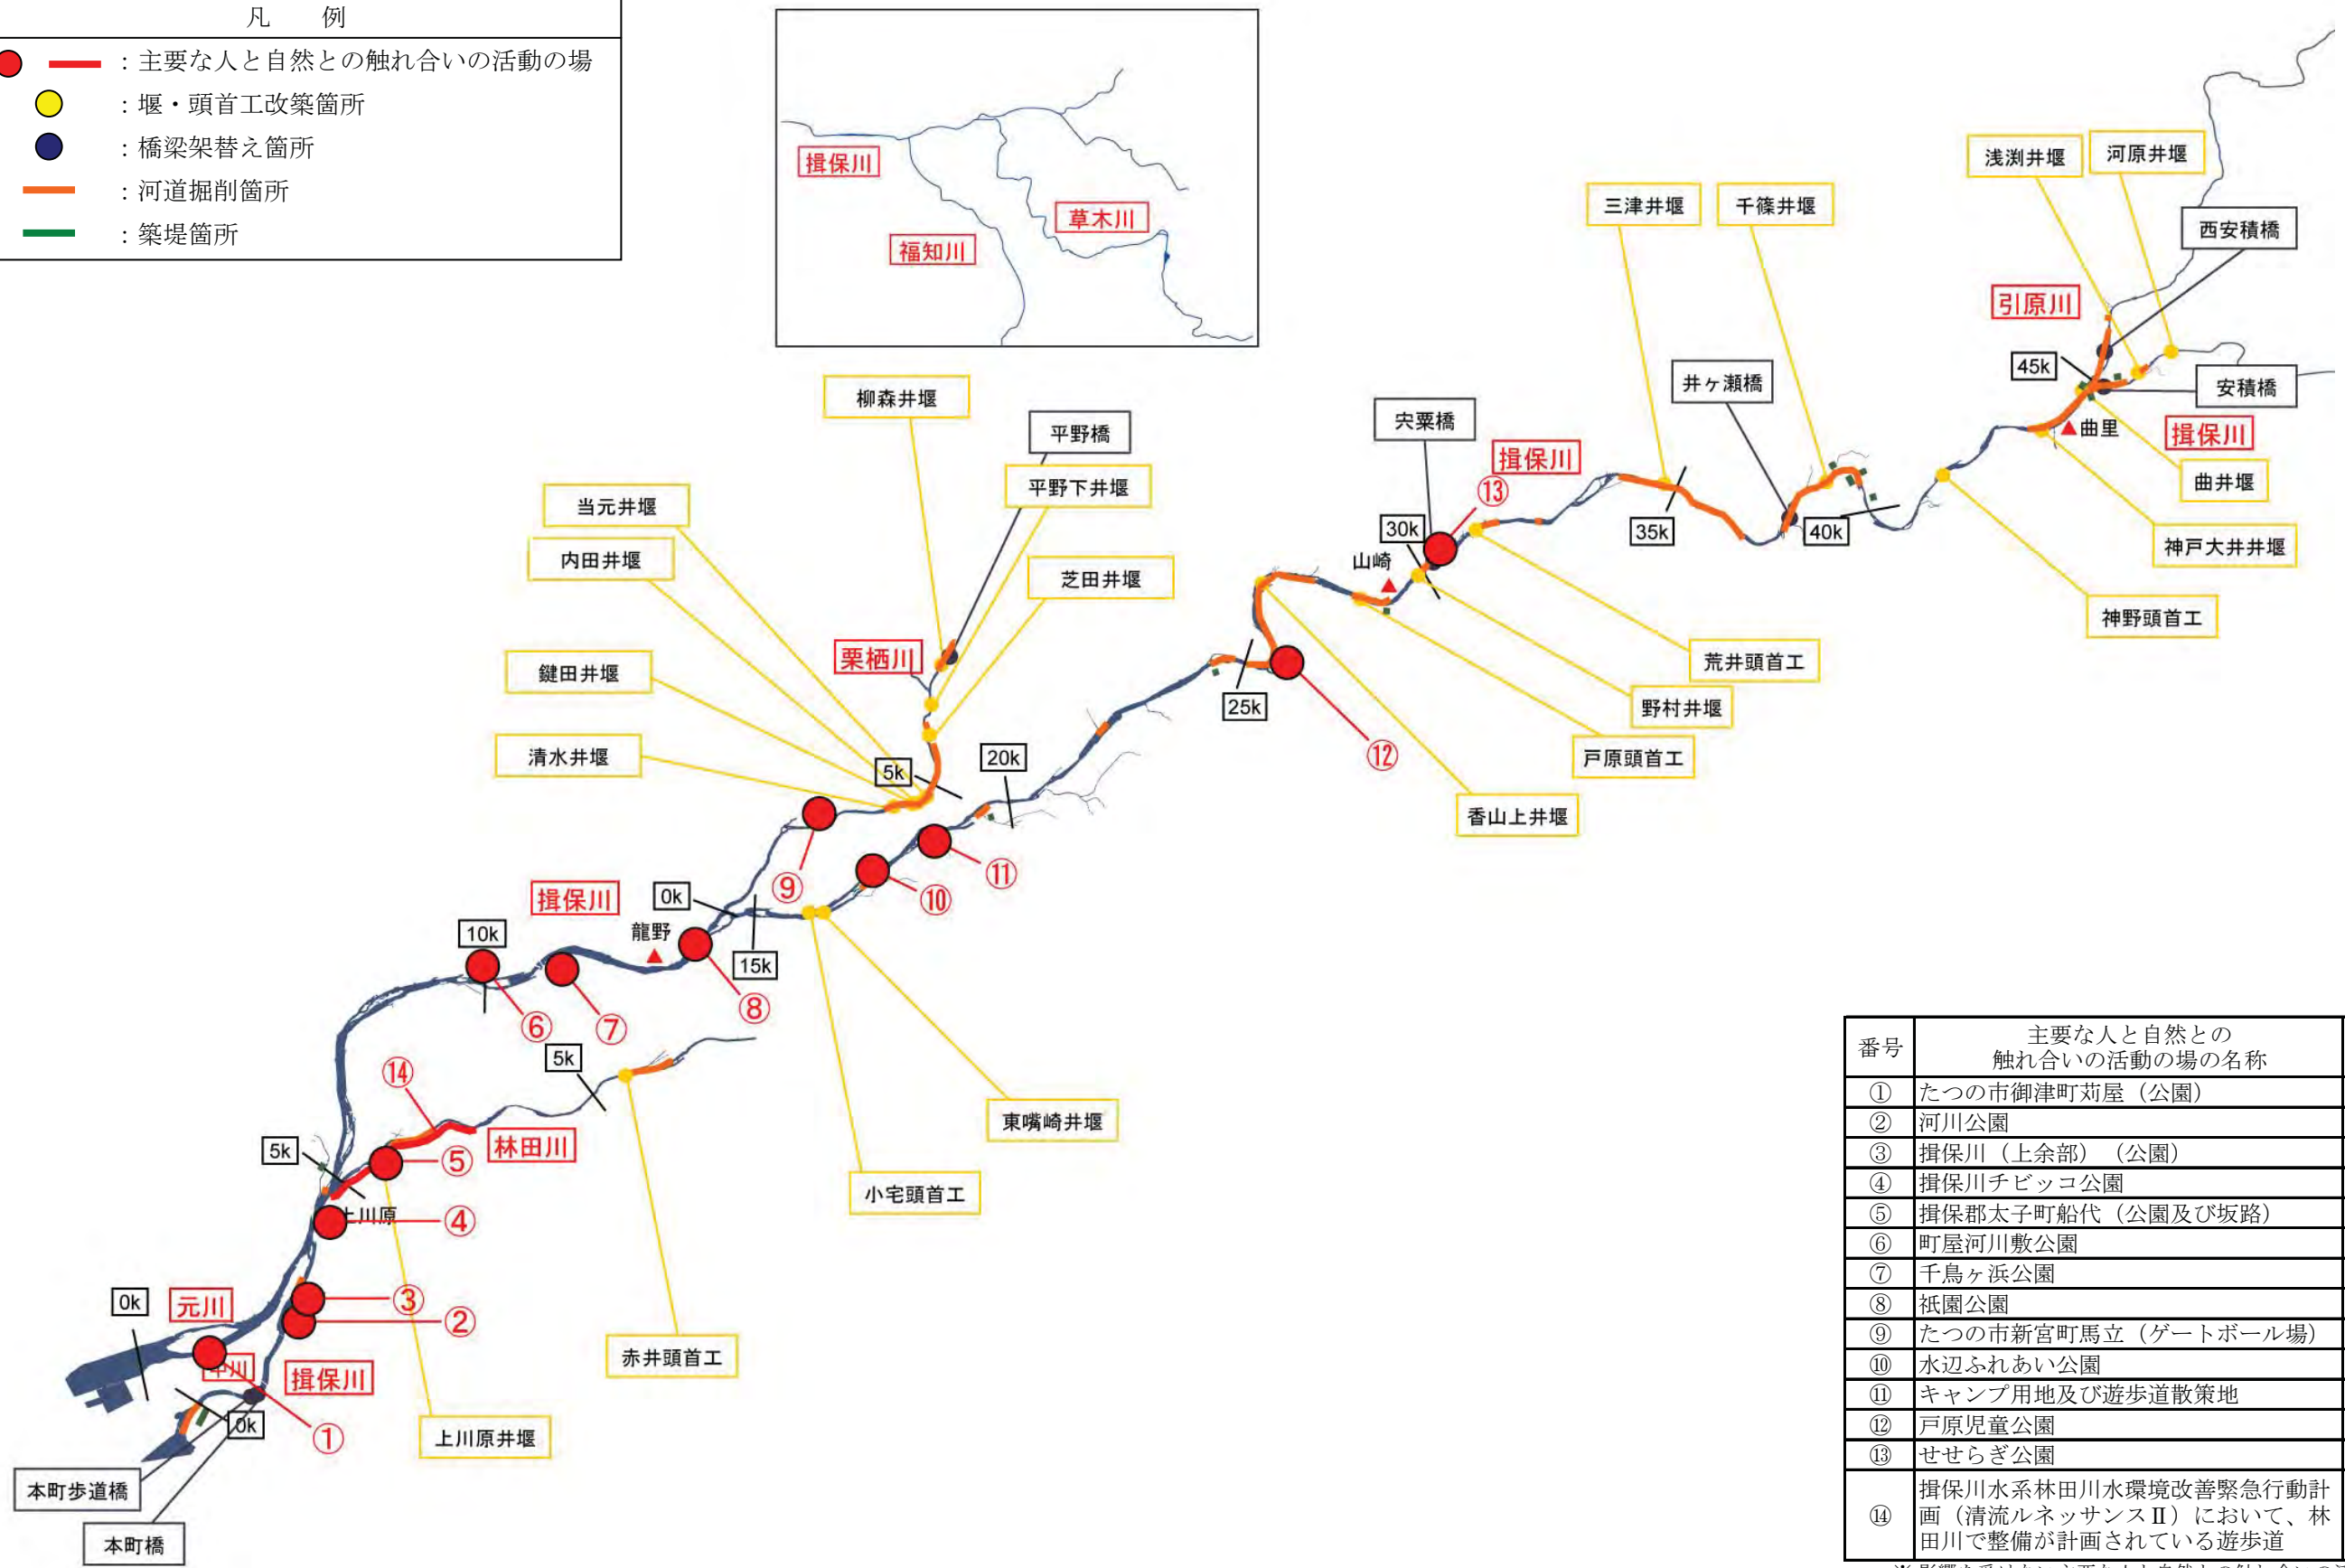 凡 例
：主要な人と自然との触れ合いの活動の場
：堰・頭首工改築箇所
：橋梁架替え箇所
：河道掘削箇所
：築堤箇所
揖保川
草木川
福知川
浅渕井堰
河原井堰
三津井堰
千篠井堰
西安積橋
引原川
45k
安積橋
曲里
揖保川
曲井堰
井ヶ瀬橋
宍粟橋
揖保川
⑬
柳森井堰
平野橋
平野下井堰
当元井堰
内田井堰
芝田井堰
30k
35k
40k
神戸大井井堰
山崎
神野頭首工
栗栖川
鍵田井堰
荒井頭首工
25k
野村井堰
清水井堰
5k
20k
⑫
戸原頭首工
香山上井堰
⑨
⑪
⑩
揖保川
0k
龍野
10k
15k
⑧
⑥
⑦
5k
⑭
東嘴崎井堰
林田川
5k
⑤
小宅頭首工
上川原
④
0k
元川
③
②
赤井頭首工
中川
揖保川
0k
①
上川原井堰
本町歩道橋
本町橋
番号
主要な人と自然との
触れ合いの活動の場の名称
① たつの市御津町苅屋（公園）
② 河川公園
③ 揖保川（上余部）（公園）
④ 揖保川チビッコ公園
⑤ 揖保郡太子町船代（公園及び坂路）
⑥ 町屋河川敷公園
⑦ 千鳥ヶ浜公園
⑧ 祇園公園
⑨ たつの市新宮町馬立（ゲートボール場）
⑩ 水辺ふれあい公園
⑪ キャンプ用地及び遊歩道散策地
⑫ 戸原児童公園
⑬ せせらぎ公園
⑭ 揖保川水系林田川水環境改善緊急行動計
画（清流ルネッサンスⅡ）において、林
田川で整備が計画されている遊歩道